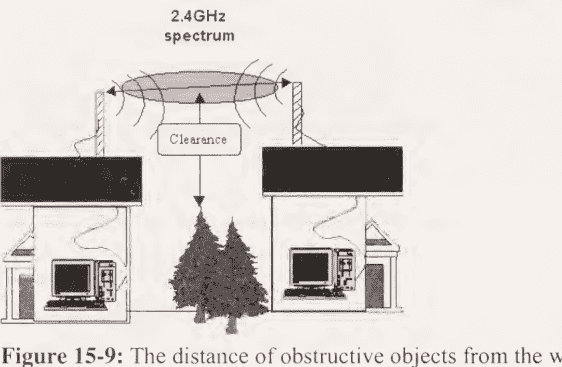 2.4GHz
spectrum
Clearance
Figure 15-9: The distance of obstructive objects from the